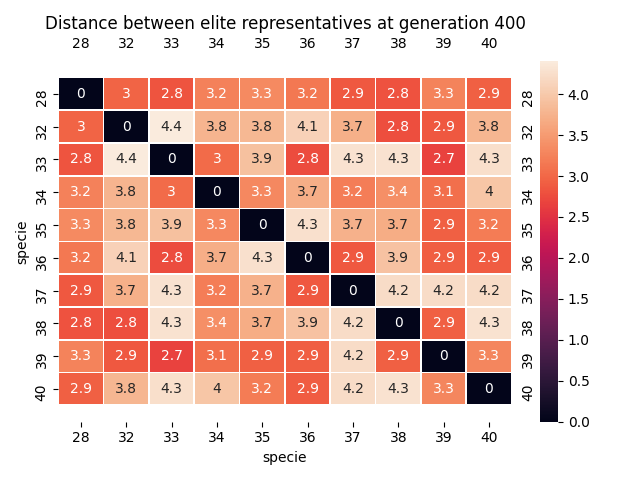 Distance between elite representatives at generation 400
28 32 33 34 35 36 37 38 39 40
28 0 3 2.8 3.2 3.3 3.2 2.9 2.8 3.3 2.9 28
32 3 0 4.4 3.8 3.8 4.1 3.7 2.8 2.9 3.8 32
33 2.8 4.4 0 3 3.9 2.8 4.3 4.3 2.7 4.3 33
34 3.2 3.8 3 0 3.3 3.7 3.2 3.4 3.1 4 34
35 3.3 3.8 3.9 3.3 0 4.3 3.7 3.7 2.9 3.2 35
36 3.2 4.1 2.8 3.7 4.3 0 2.9 3.9 2.9 2.9 36
37 2.9 3.7 4.3 3.2 3.7 2.9 0 4.2 4.2 4.2 37
38 2.8 2.8 4.3 3.4 3.7 3.9 4.2 0 2.9 4.3 38
39 3.3 2.9 2.7 3.1 2.9 2.9 4.2 2.9 0 3.3 39
40 2.9 3.8 4.3 4 3.2 2.9 4.2 4.3 3.3 0 40
28 32 33 34 35 36 37 38 39 40
specie
specie
4.0
3.5
3.0
2.5
2.0
1.5
1.0
0.5
0.0